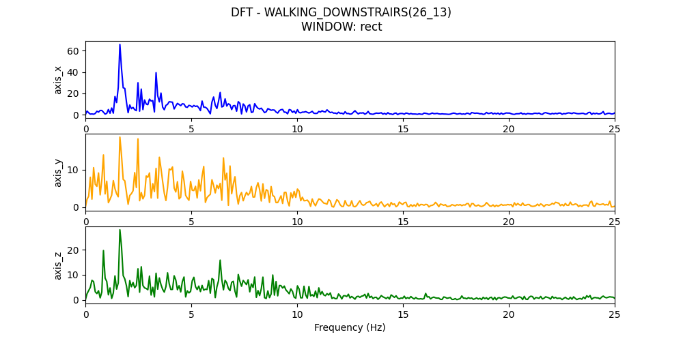 DFT - WALKING_DOWNSTAIRS(26_13)
WINDOW: rect
axis_x
60
40
20
0
0 5 10 15 20 25
axis_y
10
0
0 5 10 15 20 25
axis_z
20
10
0
0 5 10 15 20 25
Frequency (Hz)